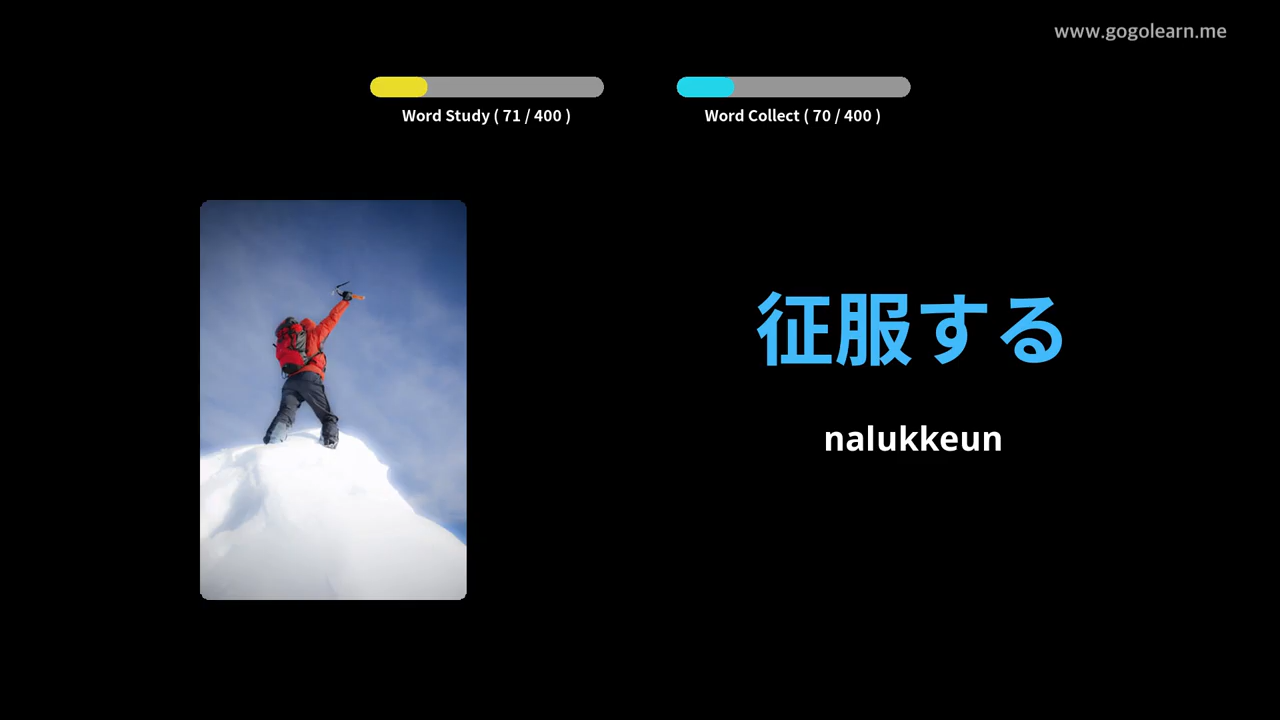 www.gogolearn.me
Word Study ( 71 / 400 )
Word Collect ( 70 / 400 )
征服する
nalukkeun